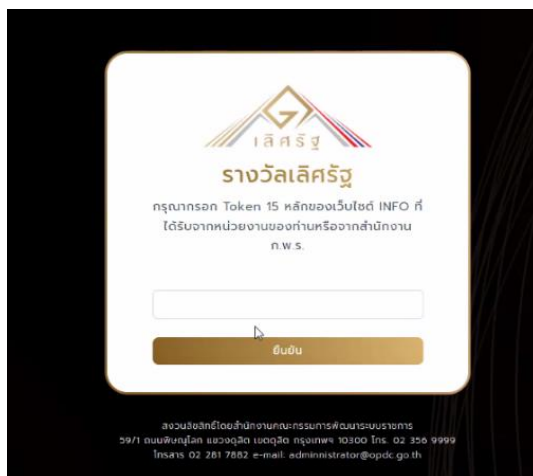 เลิศรัฐ
รางวัลเลิศรัฐ
กรุณากรอก Token 15 หลักของเว็บไซต์ INFO ที่
ได้รับจากหน่วยงานของท่านหรือจากสำนักงาน
ก.พ.ร.
ยืนยัน
สงวนลิขสิทธิ์โดยสำนักงานคณะกรรมการพัฒนาระบบราชการ
59/1 ถนนพิษณุโลก แขวงดุสิต เขตดุสิต กรุงเทพฯ 10300 โทร. 02 356 9999
โทรสาร 02 281 7882 e-mail: adminnistrator@opdc.go.th